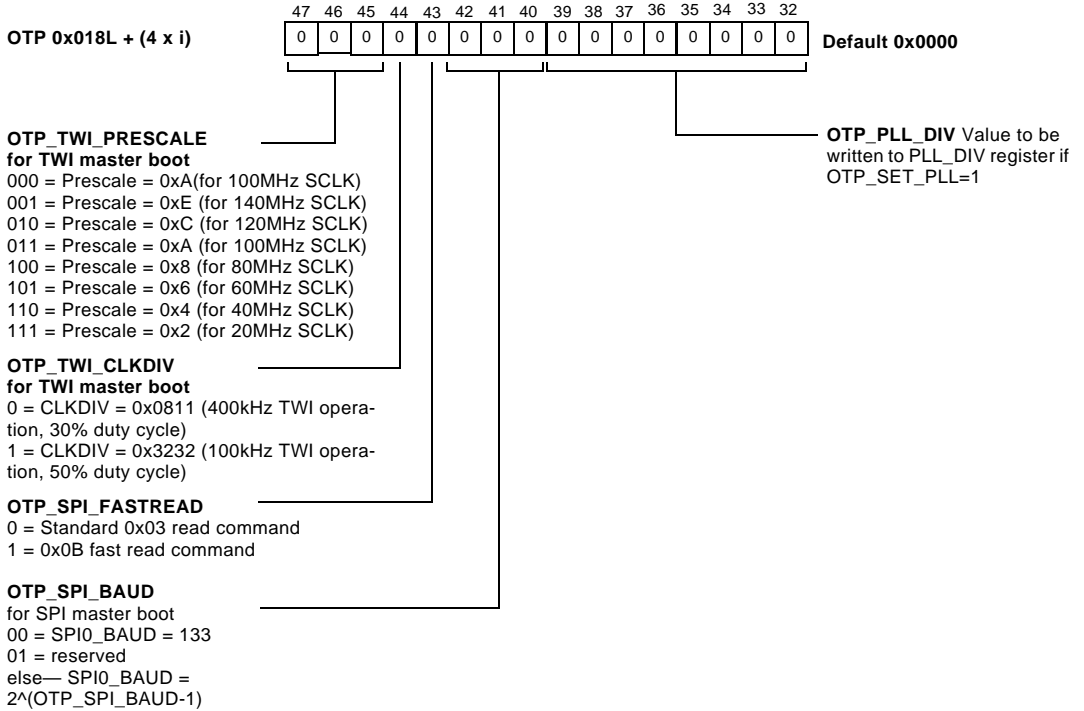 47 46 45 44 43 42 41 40 39 38 37 36 35 34 33 32
OTP 0x018L + (4 x i)
0 0 0 0 0 0 0 0 0 0 0 0 0 0 0 0
Default 0x0000
OTP_TWI_PRESCALE
for TWI master boot
000 = Prescale = 0xA(for 100MHz SCLK)
001 = Prescale = 0xE (for 140MHz SCLK)
010 = Prescale = 0xC (for 120MHz SCLK)
011 = Prescale = 0xA (for 100MHz SCLK)
100 = Prescale = 0x8 (for 80MHz SCLK)
101 = Prescale = 0x6 (for 60MHz SCLK)
110 = Prescale = 0x4 (for 40MHz SCLK)
111 = Prescale = 0x2 (for 20MHz SCLK)
OTP_TWI_CLKDIV
for TWI master boot
0 = CLKDIV = 0x0811 (400kHz TWI opera-
tion, 30% duty cycle)
1 = CLKDIV = 0x3232 (100kHz TWI opera-
tion, 50% duty cycle)
OTP_SPI_FASTREAD
0 = Standard 0x03 read command
1 = 0x0B fast read command
OTP_SPI_BAUD
for SPI master boot
00 = SPI0_BAUD = 133
01 = reserved
else— SPI0_BAUD =
2^(OTP_SPI_BAUD-1)
OTP_PLL_DIV Value to be
written to PLL_DIV register if
OTP_SET_PLL=1